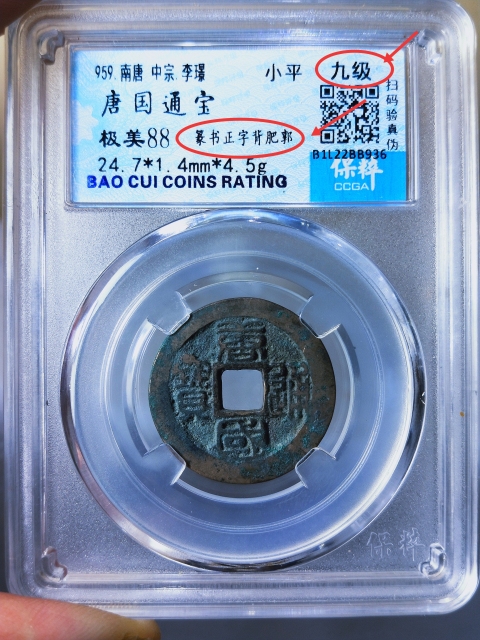 959.南唐 中宗.李璟 小平 九级
唐国通宝
极美88 篆书正字背肥郭
24.7*1.4mm*4.5g
BAO CUI COINS RATING
扫码验真伪
B1L22BB936
保粹
CCGA
唐國通寶
保粹